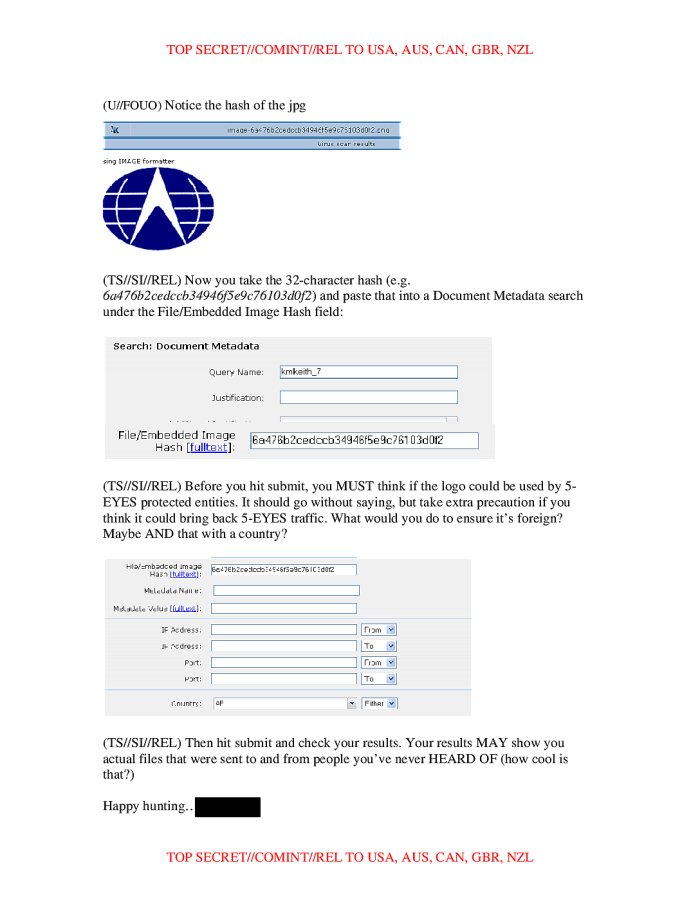 TOP SECRET//COMINT//REL TO USA, AUS, CAN, GBR, NZL
(U//FOUO) Notice the hash of the jpg
image-6a476b2cedccb34946f5e9c76103d0f2.png
Virus scan results
sing IMAGE formatter
(TS//SI//REL) Now you take the 32-character hash (e.g.
6a476b2cedccb34946f5e9c76103d0f2) and paste that into a Document Metadata search
under the File/Embedded Image Hash field:
Search: Document Metadata
Query Name: kmlkeith_7
Justification:
File/Embedded Image
Hash [fulltext]: 6a476b2cedccb34946f5e9c76103d0f2
(TS//SI//REL) Before you hit submit, you MUST think if the logo could be used by 5-
EYES protected entities. It should go without saying, but take extra precaution if you
think it could bring back 5-EYES traffic. What would you do to ensure it's foreign?
Maybe AND that with a country?
File/Embedded Image
Hash [fulltext]: 6a476b2cedccb34946f5e9c76103d0f2
Metadata Name:
Metadata Value [fulltext]:
IP Address: From
IP Address: To
Port: From
Port: To
Country: Either
(TS//SI//REL) Then hit submit and check your results. Your results MAY show you
actual files that were sent to and from people you've never HEARD OF (how cool is
that?)
Happy hunting..
TOP SECRET//COMINT//REL TO USA, AUS, CAN, GBR, NZL